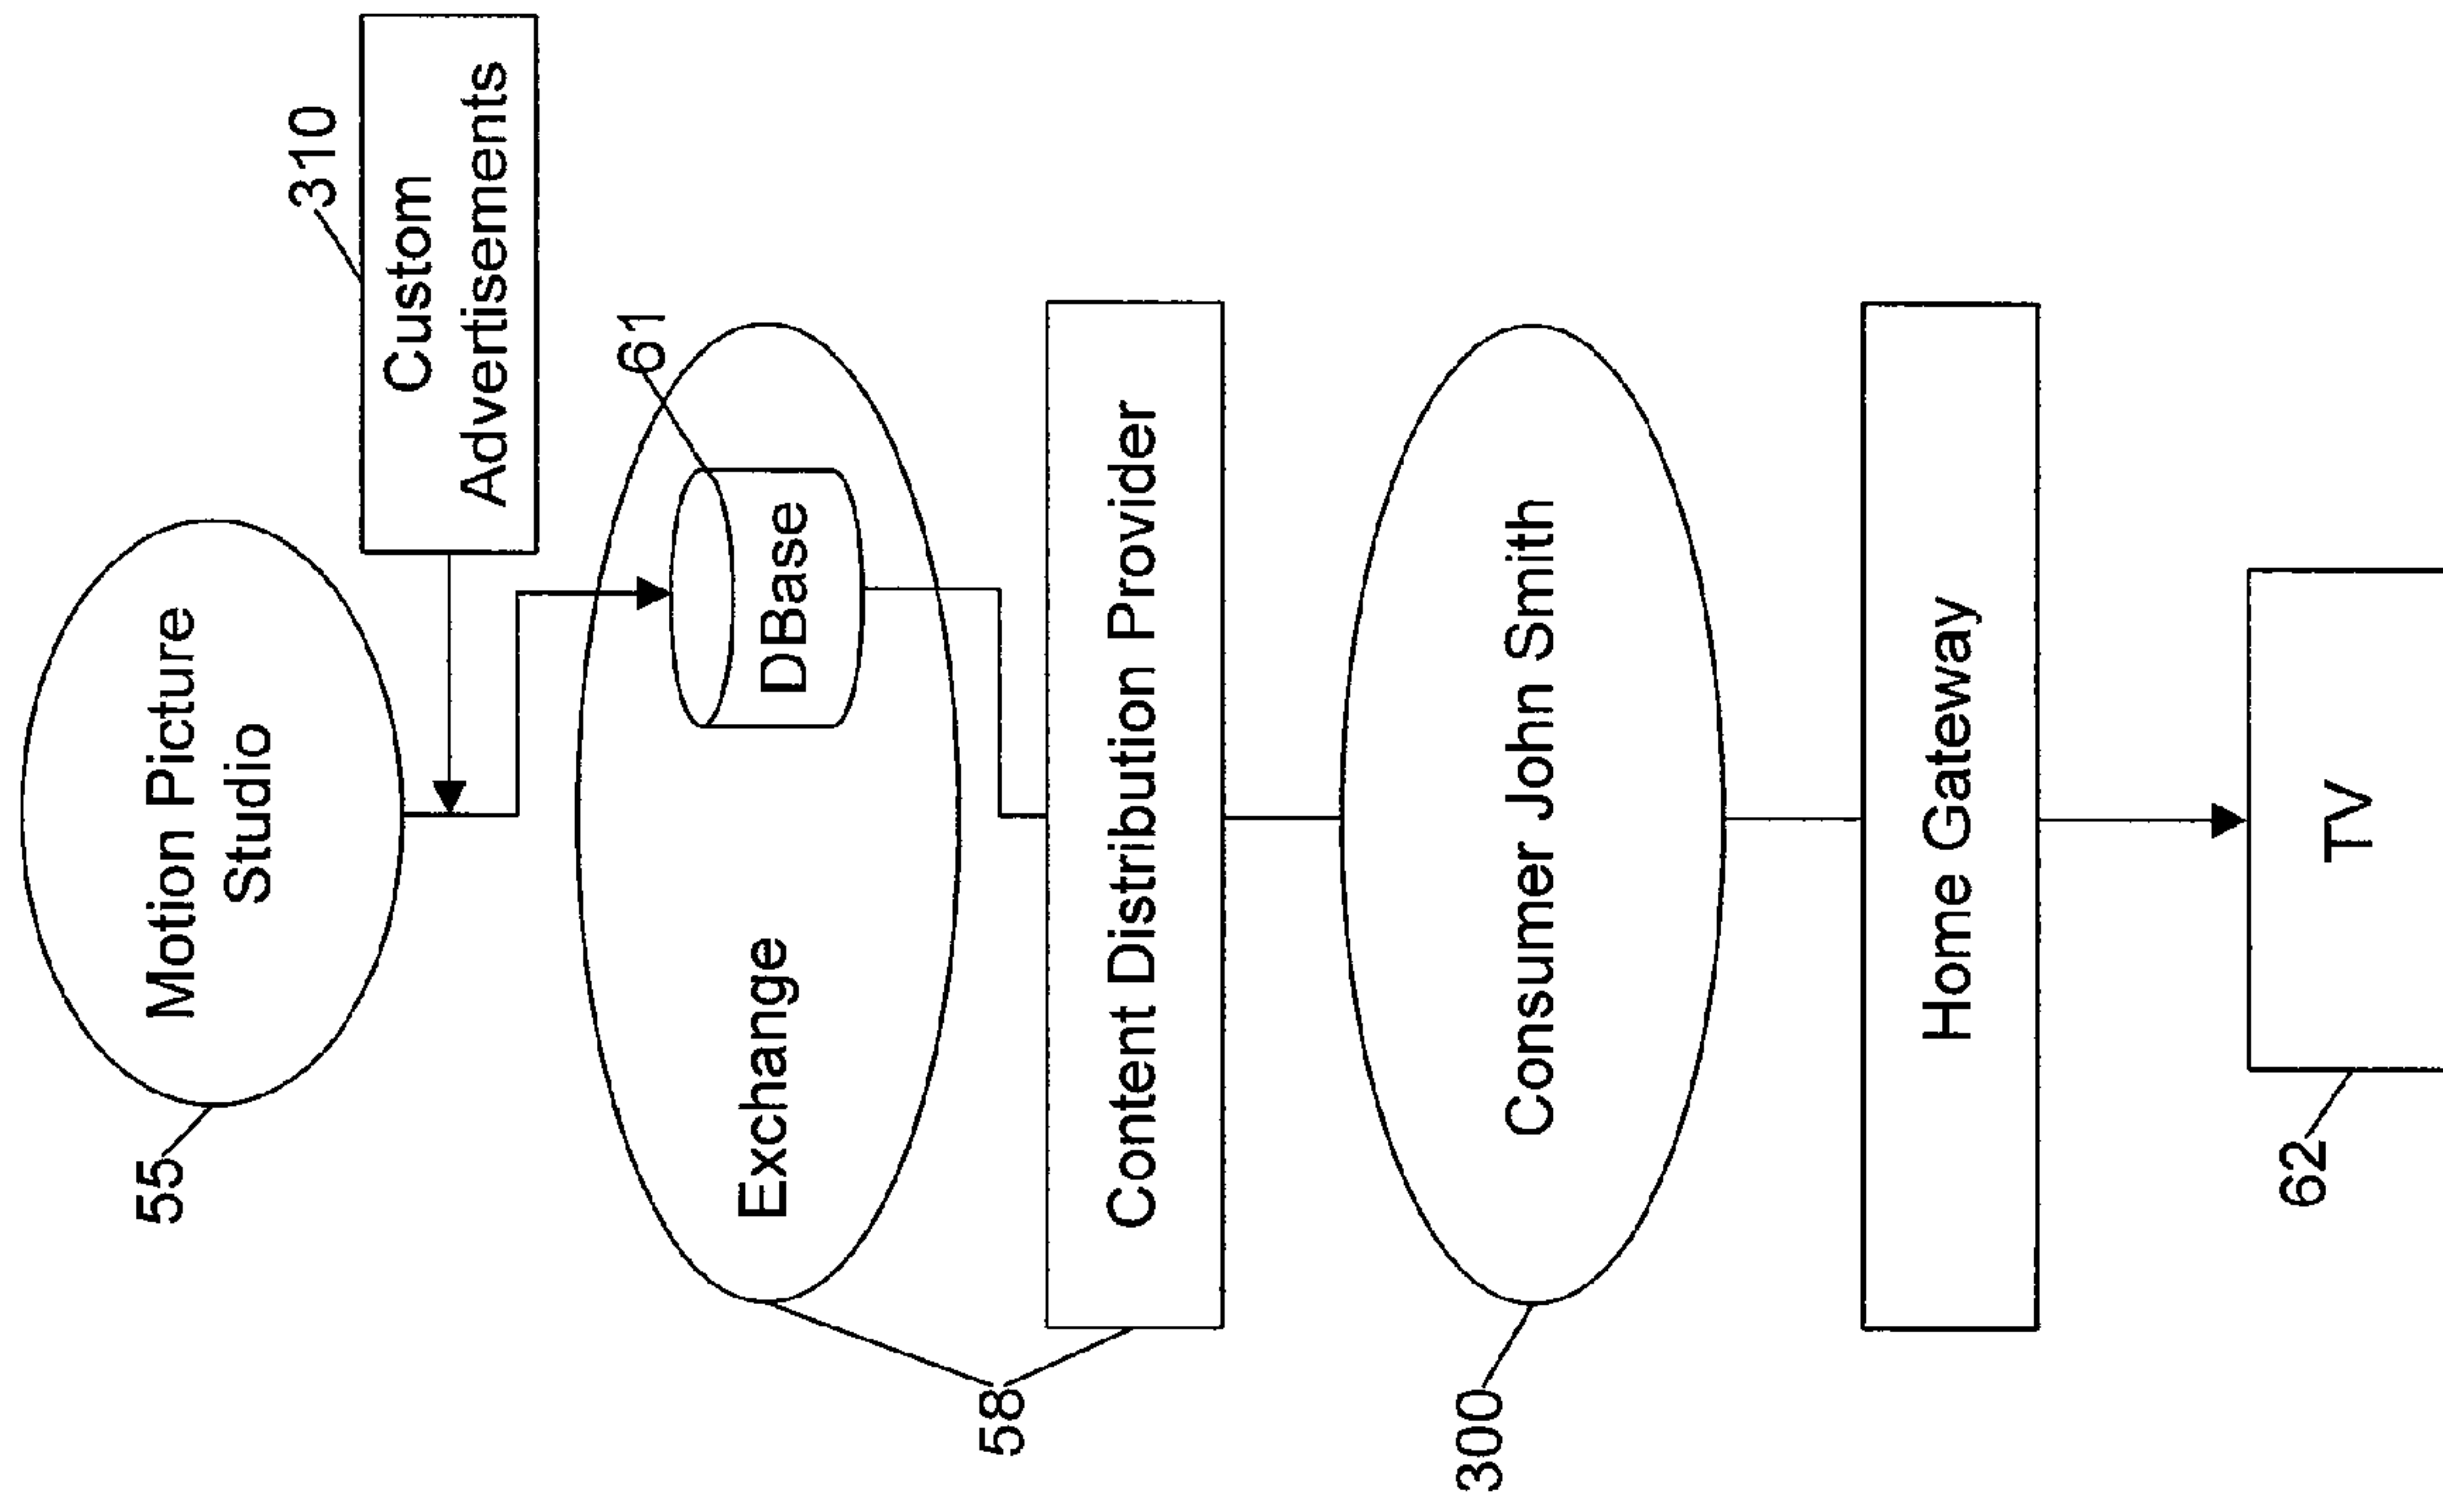 55
Motion Picture
Studio
310
Custom
Advertisements
61
Exchange
DBase
58
Content Distribution Provider
300
Consumer John Smith
Home Gateway
62
TV